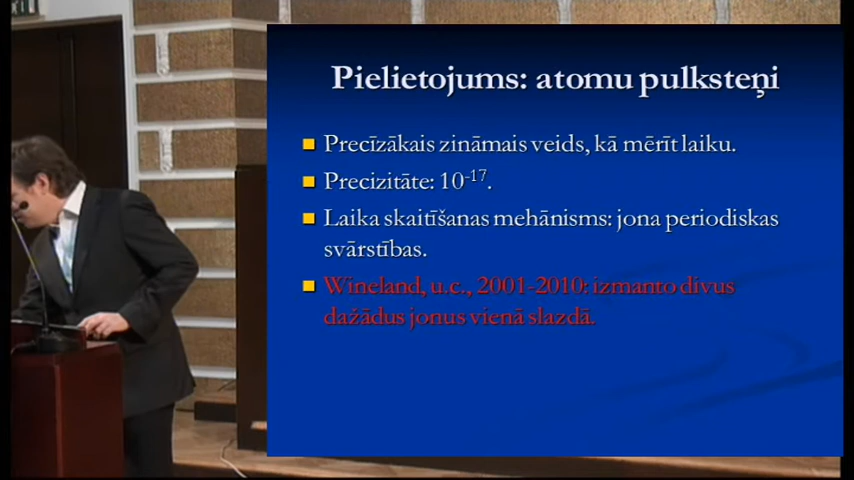 Pielietojums: atomu pulksteņi
Precīzākais zināmais veids, kā mērīt laiku.
Precizitāte: 10⁻¹⁷.
Laika skaitīšanas mehānisms: jona periodiskas
svārstības.
Wineland, u.c., 2001-2010: izmanto divus
dažādus jonus vienā slazdā.